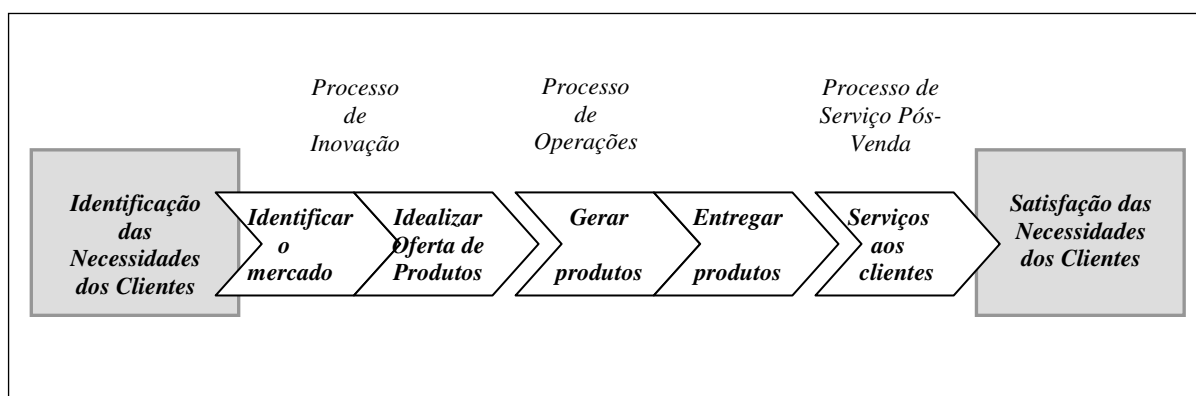 Processo
de
Inovação
Processo
de
Operações
Processo de
Serviço Pós-
Venda
Identificação
das
Necessidades
dos Clientes
Identificar
o
mercado
Idealizar
Oferta de
Produtos
Gerar
produtos
Entregar
produtos
Serviços
aos
clientes
Satisfação das
Necessidades
dos Clientes